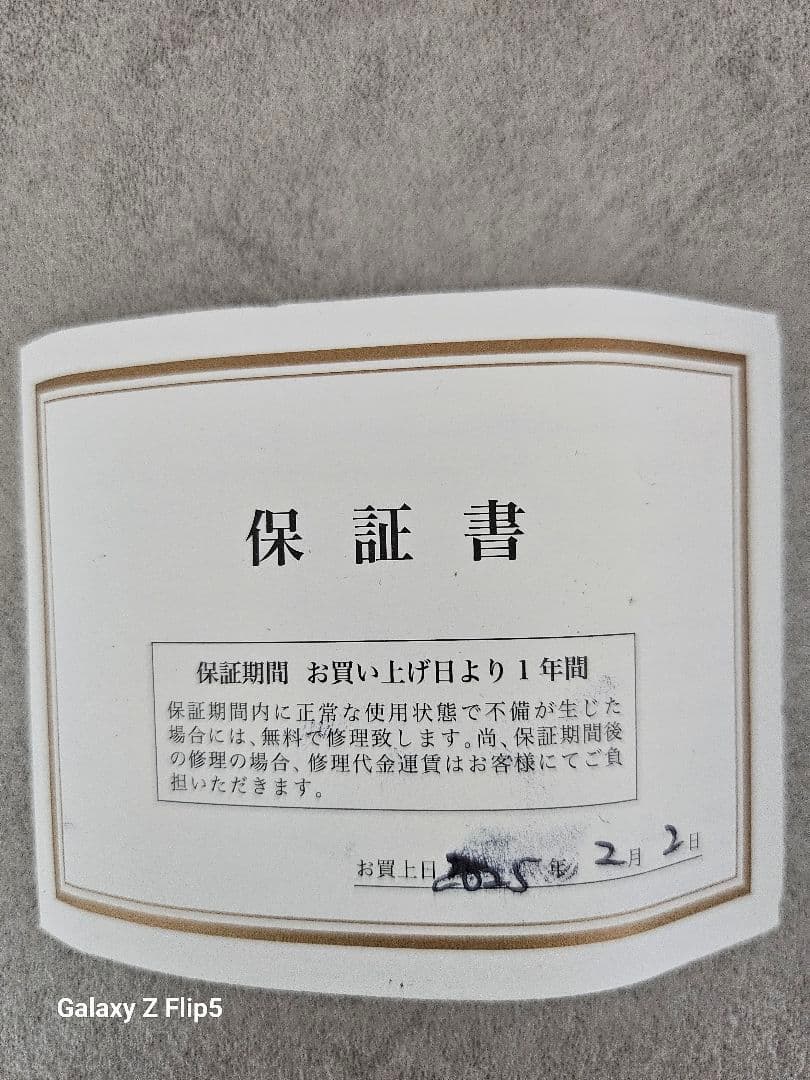 保証書
保証期間 お買い上げ日より1年間
保証期間内に正常な使用状態で不備が生じた
場合には、無料で修理致します。尚、保証期間後
の修理の場合、修理代金運賃はお客様にてご負
担いただきます。
お買上日 2025年 2月 2日
Galaxy Z Flip5